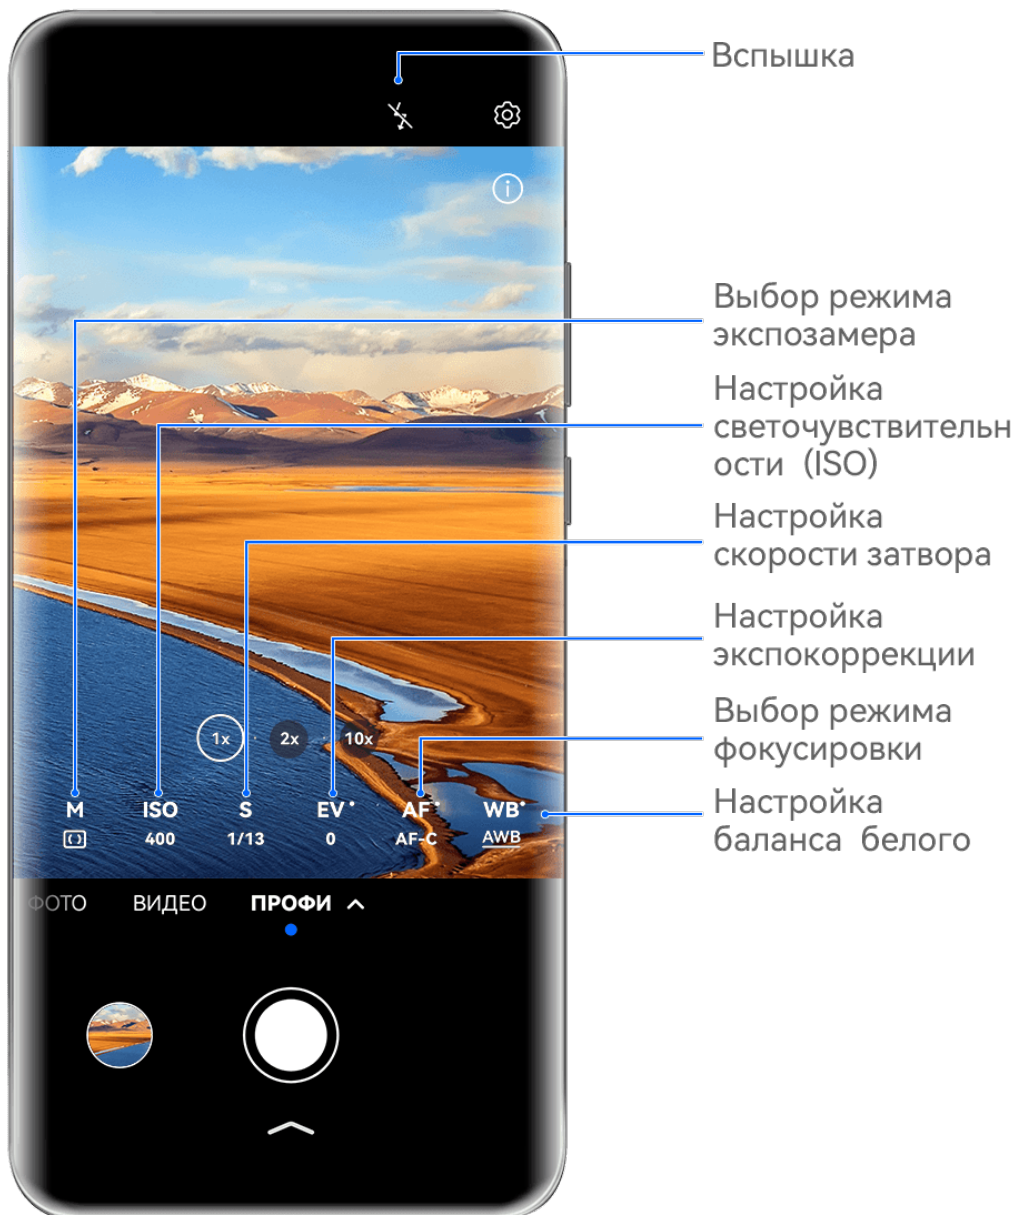 Вспышка
Выбор режима
экспозамера
Настройка
светочувствительн
ости (ISO)
Настройка
скорости затвора
Настройка
экспокоррекции
Выбор режима
фокусировки
Настройка
баланса белого
1x 2x 10x
M ISO S EV AF WB
400 1/13 0 AF-C AWB
ФОТО ВИДЕО ПРОФИ